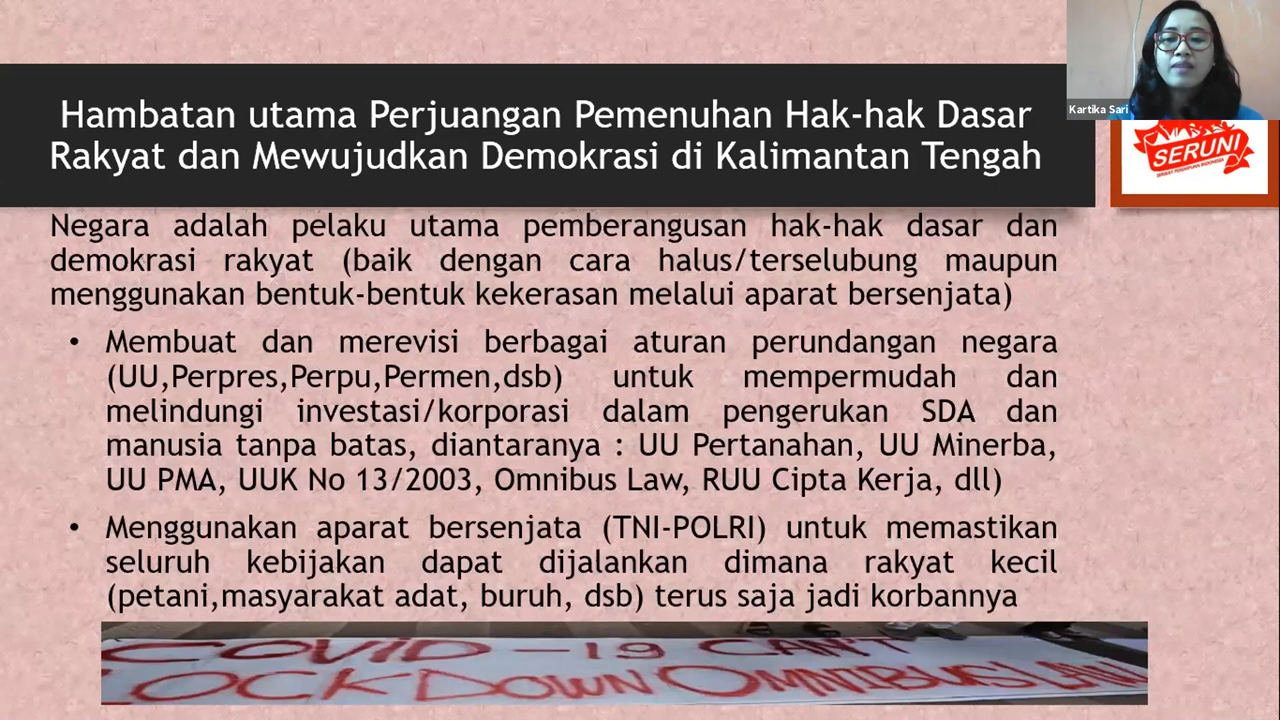 Hambatan utama Perjuangan Pemenuhan Hak-hak Dasar
Rakyat dan Mewujudkan Demokrasi di Kalimantan Tengah
Kartika Sari
SERUNI
SERIKAT PEREMPUAN INDONESIA
Negara adalah pelaku utama pemberangusan hak-hak dasar dan
demokrasi rakyat (baik dengan cara halus/terselubung maupun
menggunakan bentuk-bentuk kekerasan melalui aparat bersenjata)
• Membuat dan merevisi berbagai aturan perundangan negara
(UU,Perpres,Perpu,Permen,dsb) untuk mempermudah dan
melindungi investasi/korporasi dalam pengerukan SDA dan
manusia tanpa batas, diantaranya : UU Pertanahan, UU Minerba,
UU PMA, UUK No 13/2003, Omnibus Law, RUU Cipta Kerja, dll)
• Menggunakan aparat bersenjata (TNI-POLRI) untuk memastikan
seluruh kebijakan dapat dijalankan dimana rakyat kecil
(petani,masyarakat adat, buruh, dsb) terus saja jadi korbannya
COVID-19 CAN'T
LOCKDOWN OMNIBUS LAW